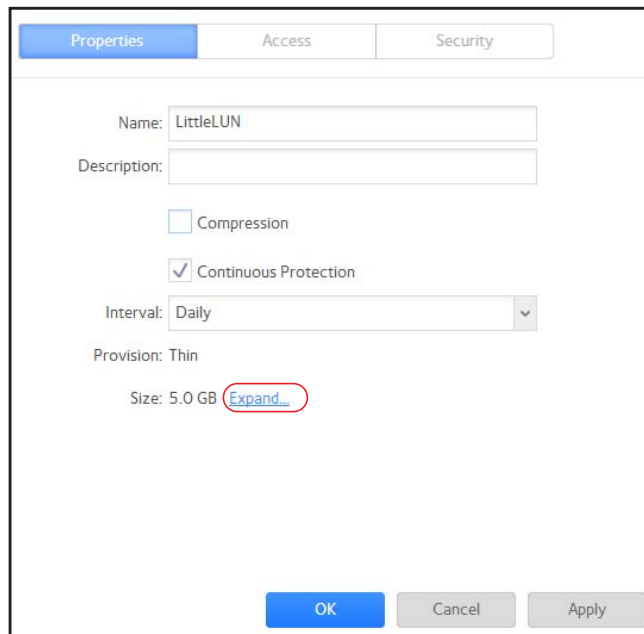 Properties Access Security
Name: LittleLUN
Description:
Compression
Continuous Protection
Interval: Daily
Provision: Thin
Size: 5.0 GB Expand...
OK Cancel Apply